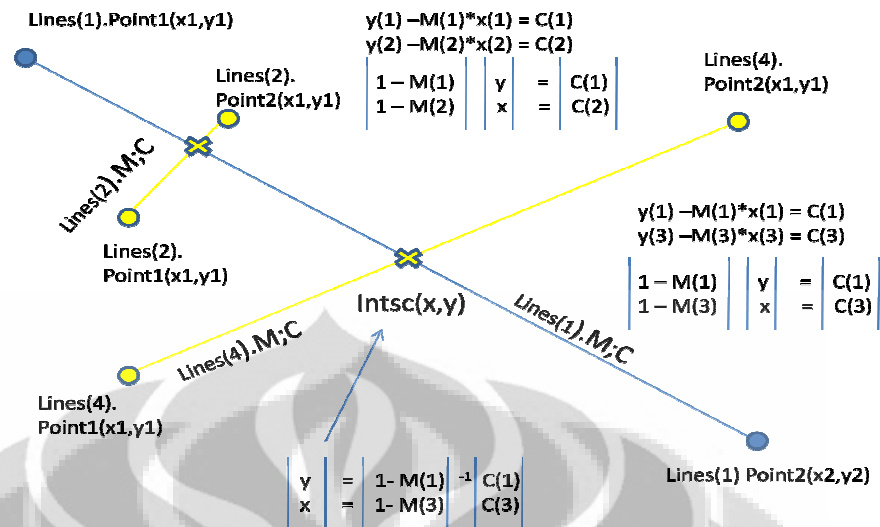 Lines(1).Point1(x1,y1)
y(1) –M(1)*x(1) = C(1)
y(2) –M(2)*x(2) = C(2)
1 – M(1) y = C(1)
1 – M(2) x = C(2)
Lines(2).
Point2(x1,y1)
Lines(4).
Point2(x1,y1)
Lines(2).M;C
Lines(2).
Point1(x1,y1)
y(1) –M(1)*x(1) = C(1)
y(3) –M(3)*x(3) = C(3)
1 – M(1) y = C(1)
1 – M(3) x = C(3)
Intsc(x,y)
Lines(1).M;C
Lines(4).M;C
Lines(4).
Point1(x1,y1)
Lines(1) Point2(x2,y2)
y = 1- M(1) -1 C(1)
x = 1- M(3) C(3)